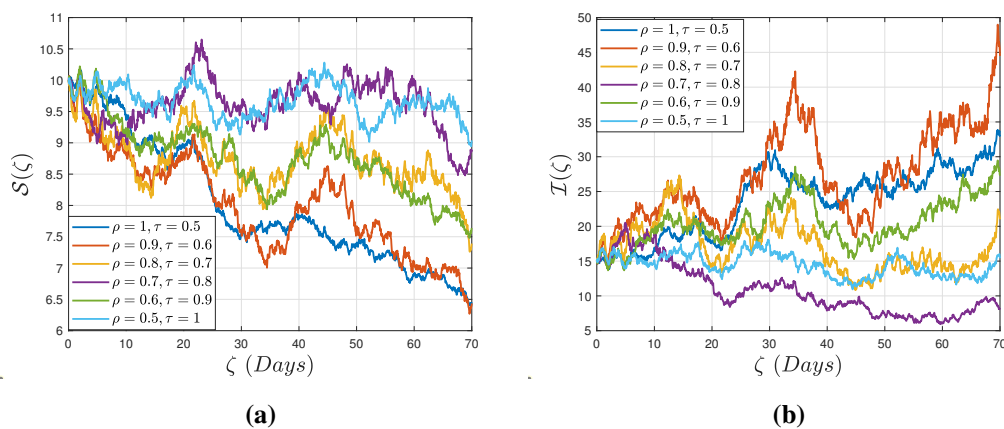 11
10.5
10
9.5
9
8.5
8
7.5
7
6.5
6
0 10 20 30 40 50 60 70
S(ζ)
ζ (Days)
ρ = 1, τ = 0.5
ρ = 0.9, τ = 0.6
ρ = 0.8, τ = 0.7
ρ = 0.7, τ = 0.8
ρ = 0.6, τ = 0.9
ρ = 0.5, τ = 1
(a)
50
45
40
35
30
25
20
15
10
5
0 10 20 30 40 50 60 70
I(ζ)
ζ (Days)
ρ = 1, τ = 0.5
ρ = 0.9, τ = 0.6
ρ = 0.8, τ = 0.7
ρ = 0.7, τ = 0.8
ρ = 0.6, τ = 0.9
ρ = 0.5, τ = 1
(b)